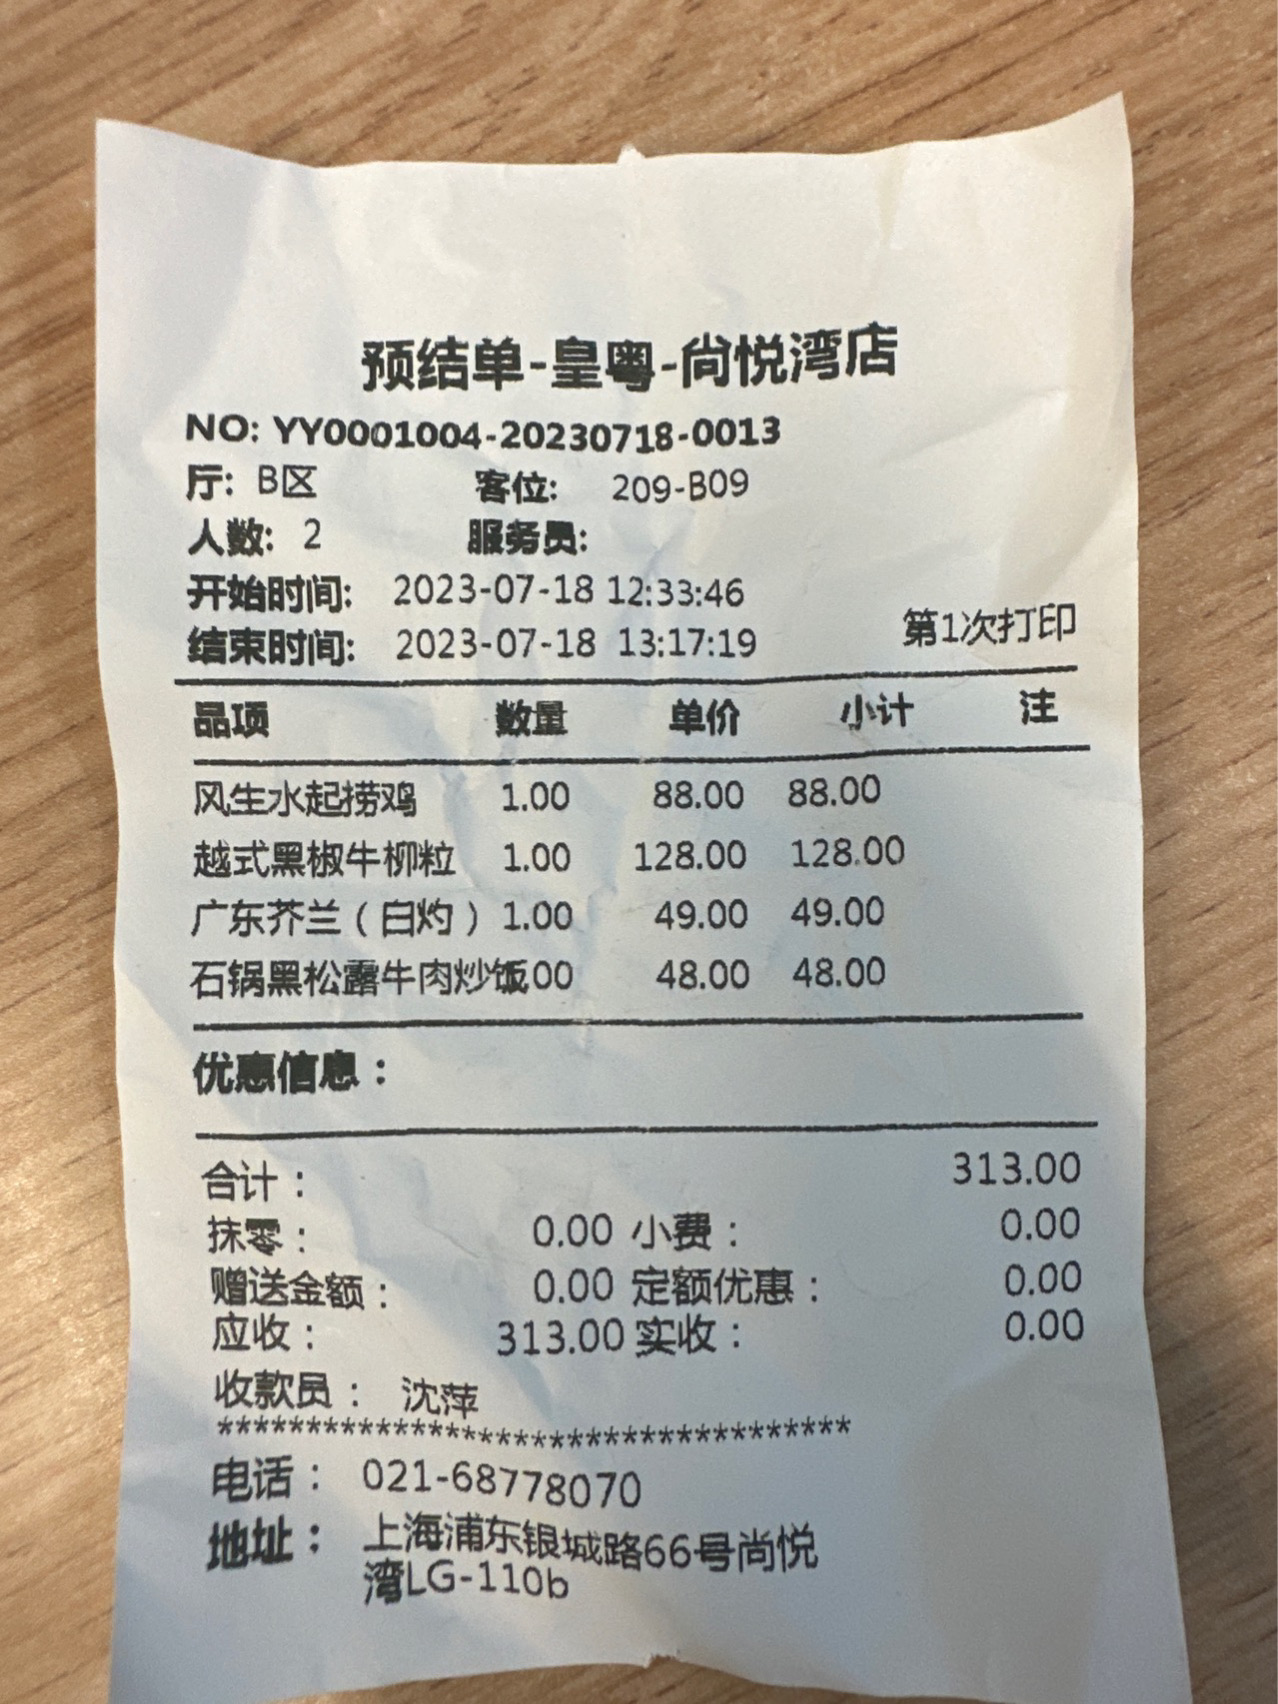 预结单-皇粤-尚悦湾店
NO: YY0001004-20230718-0013
厅: B区 客位: 209-B09
人数: 2 服务员:
开始时间: 2023-07-18 12:33:46
结束时间: 2023-07-18 13:17:19 第1次打印
品项 数量 单价 小计 注
风生水起捞鸡 1.00 88.00 88.00
越式黑椒牛柳粒 1.00 128.00 128.00
广东芥兰（白灼） 1.00 49.00 49.00
石锅黑松露牛肉炒饭.00 48.00 48.00
优惠信息：
合计： 313.00
抹零： 0.00 小费： 0.00
赠送金额： 0.00 定额优惠： 0.00
应收： 313.00 实收： 0.00
收款员： 沈萍
************************************
电话： 021-68778070
地址： 上海浦东银城路66号尚悦
湾LG-110b